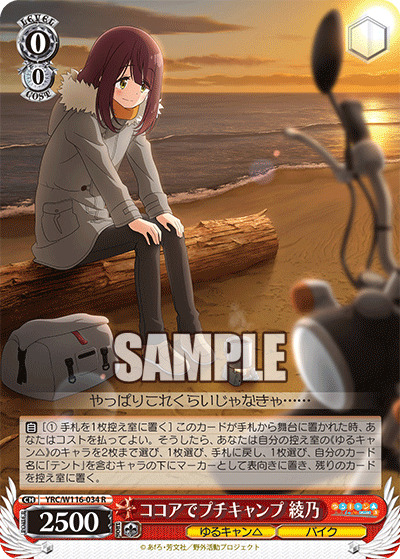 LEVEL
0
0
COST
SAMPLE
やっぱりこれくらいじゃなきゃ……
自 [① 手札を1枚控え室に置く] このカードが手札から舞台に置かれた時、あ
なたはコストを払ってよい。そうしたら、あなたは自分の控え室の《ゆるキャ
ン△》のキャラを2枚まで選び、1枚選び、手札に戻し、1枚選び、自分のカード
名に「テント」を含むキャラの下にマーカーとして表向きに置き、残りのカード
を控え室に置く。
CH YRC/W116-034 R
2500
ココアでプチキャンプ 綾乃
ゆるキャン△
バイク
©あfろ・芳文社／野外活動プロジェクト